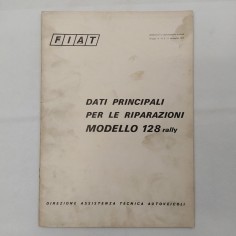 FIAT
DATI PRINCIPALI
PER LE RIPARAZIONI
MODELLO 128 rally
DIREZIONE ASSISTENZA TECNICA AUTOVEICOLI